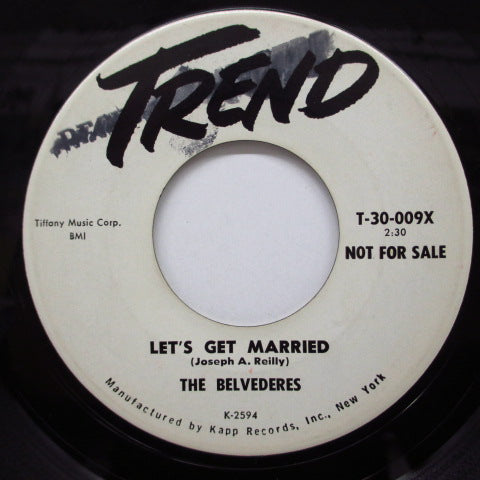 TREND
Tiffany Music Corp.
BMI
T-30-009X
2:30
NOT FOR SALE
LET'S GET MARRIED
(Joseph A. Reilly)
THE BELVEDERES
K-2594
Manufactured by Kapp Records, Inc., New York